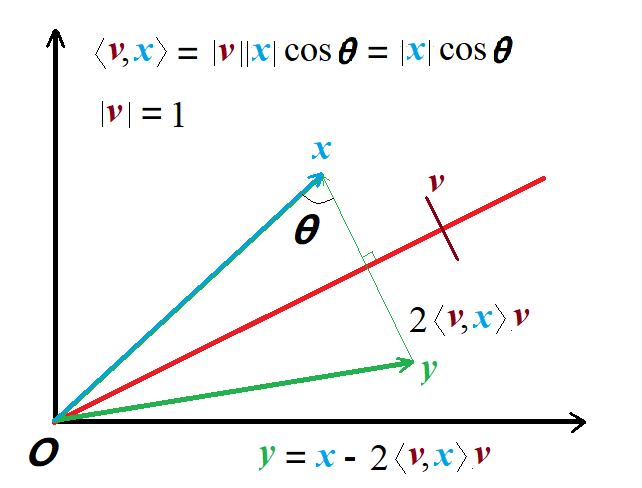 ⟨v,x⟩ = |v||x| cos θ = |x| cos θ
|v| = 1
x
v
θ
2⟨v,x⟩v
y
O
y = x - 2⟨v,x⟩v